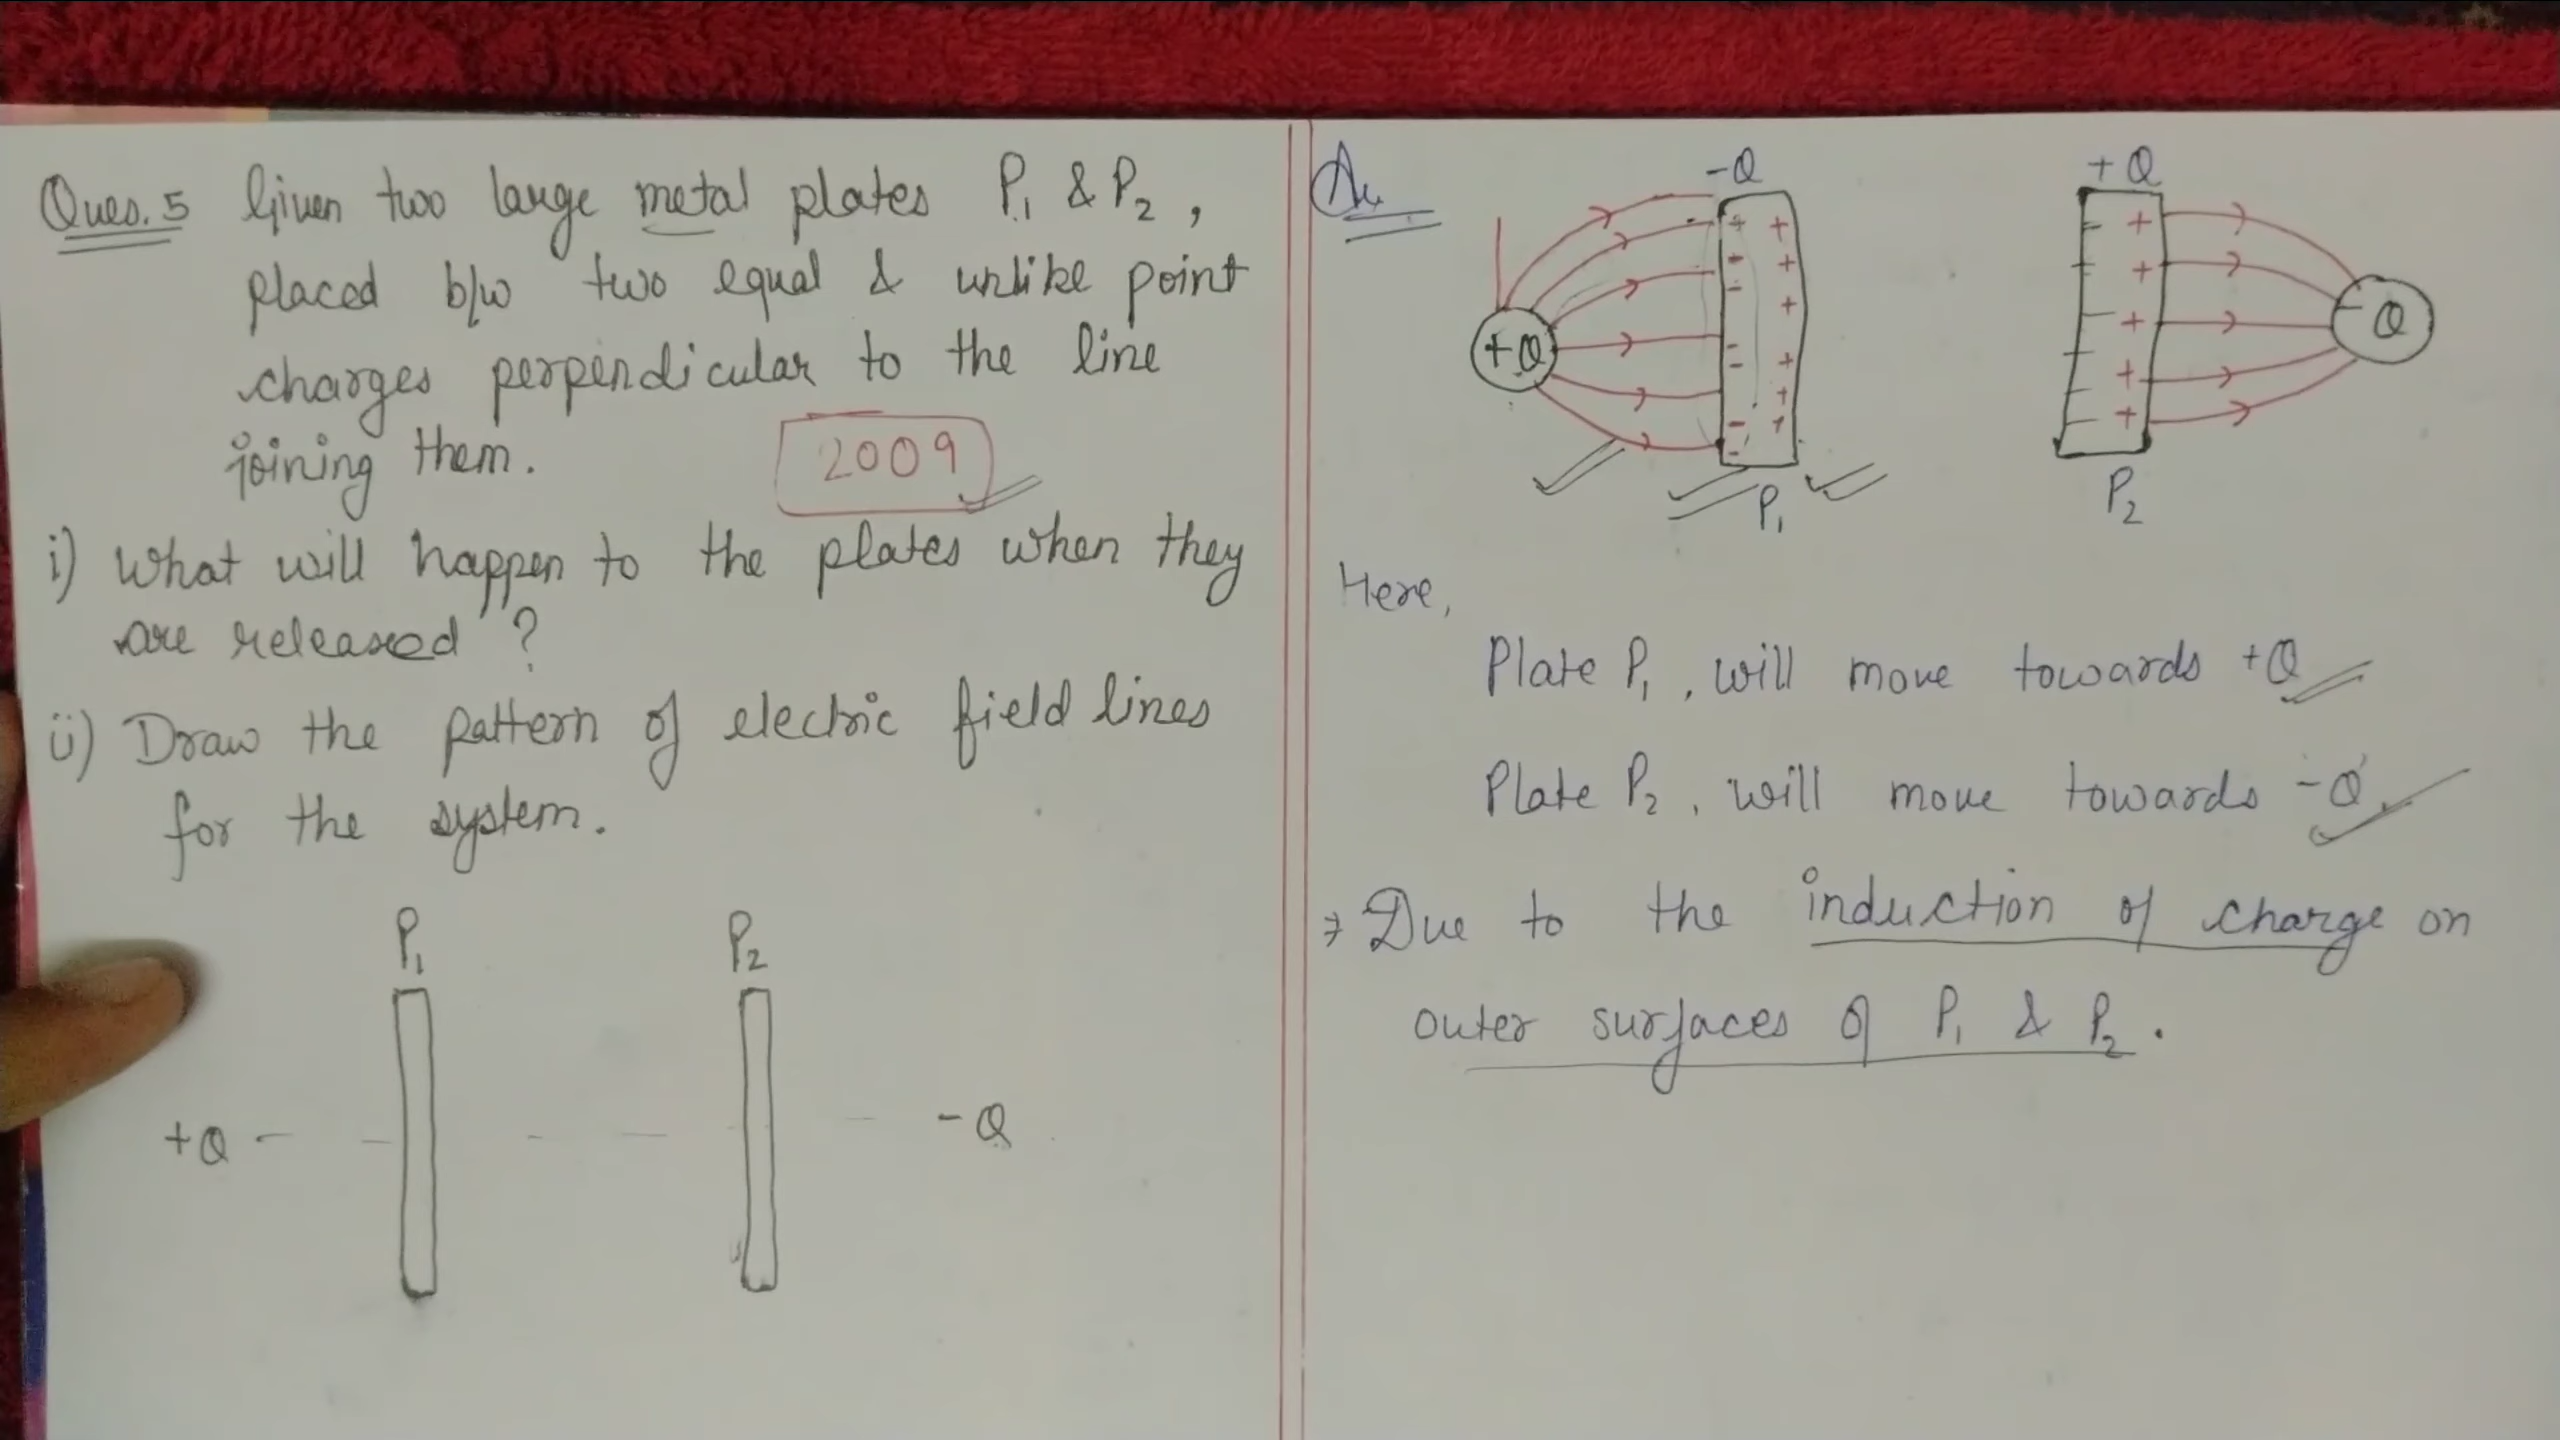 Ques. 5 Given two large metal plates P₁ & P₂,
placed b/w two equal & unlike point
charges perpendicular to the line
joining them.
2009
i) What will happen to the plates when they
are released ?
ii) Draw the pattern of electric field lines
for the system.
P₁ P₂
+Q - - - - - Q
-Q +Q
+Q -Q
P₁ P₂
Here,
Plate P₁, will move towards +Q
Plate P₂, will move towards -Q
Due to the induction of charge on
outer surfaces of P₁ & P₂.